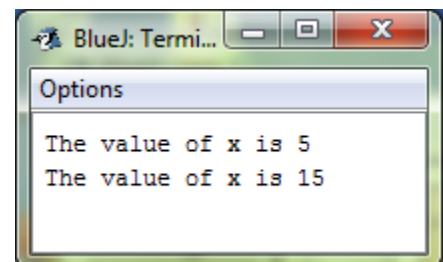 BlueJ: Termi...
Options
The value of x is 5
The value of x is 15